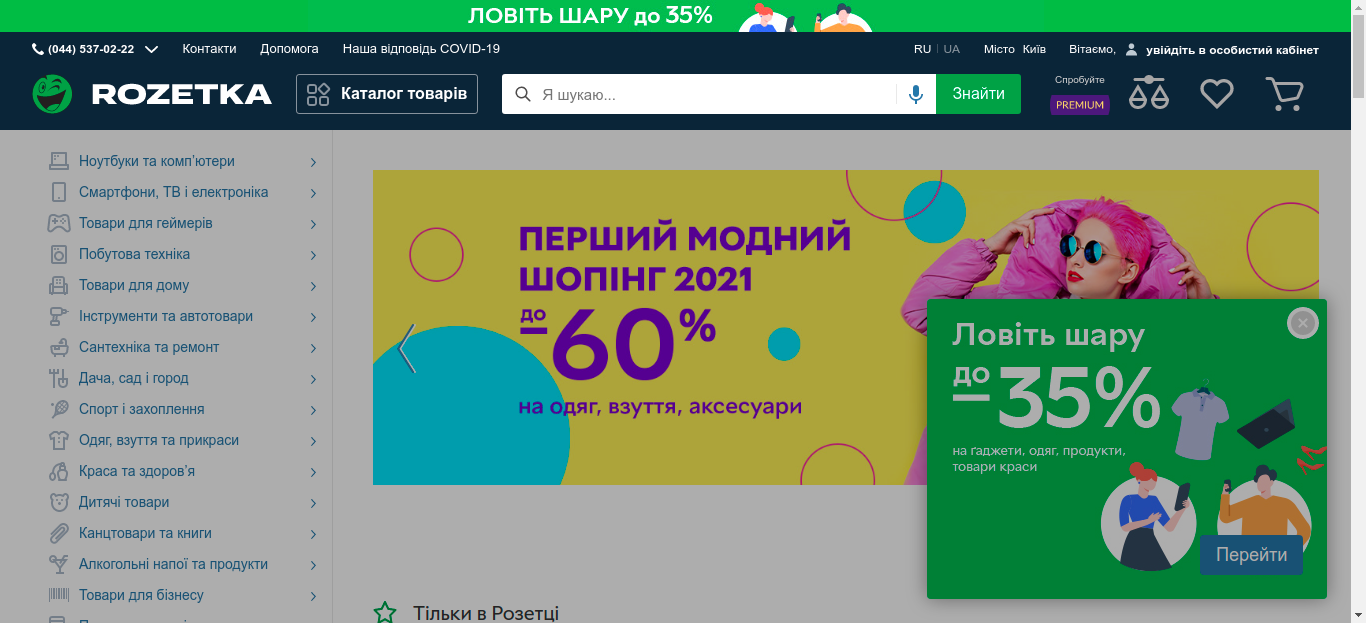 ЛОВІТЬ ШАРУ до 35%
(044) 537-02-22 Контакти Допомога Наша відповідь COVID-19 RU UA Місто Київ Вітаємо, увійдіть в особистий кабінет
ROZETKA Каталог товарів Я шукаю... Знайти
Спробуйте
PREMIUM
Ноутбуки та комп'ютери
Смартфони, ТВ і електроніка
Товари для геймерів
Побутова техніка
Товари для дому
Інструменти та автотовари
Сантехніка та ремонт
Дача, сад і город
Спорт і захоплення
Одяг, взуття та прикраси
Краса та здоров'я
Дитячі товари
Канцтовари та книги
Алкогольні напої та продукти
Товари для бізнесу
ПЕРШИЙ МОДНИЙ
ШОПІНГ 2021
до
–60%
на одяг, взуття, аксесуари
Ловіть шару
до
–35%
на ґаджети, одяг, продукти,
товари краси
Перейти
Тільки в Розетці